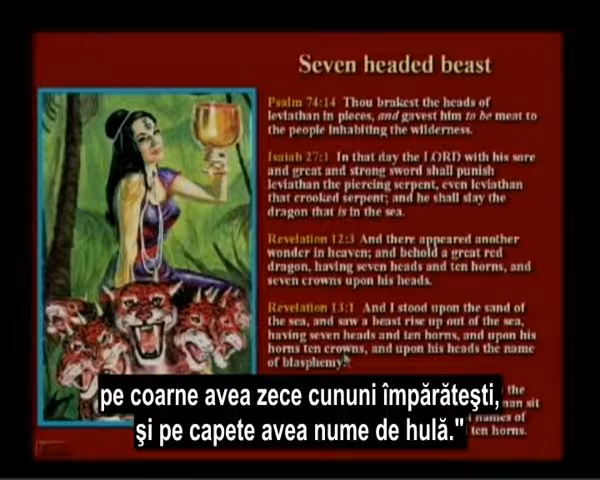 Seven headed beast
Psalm 74:14 Thou brakest the heads of
leviathan in pieces, and gavest him to be meat to
the people inhabiting the wilderness.
Isaiah 27:1 In that day the LORD with his sore
and great and strong sword shall punish
leviathan the piercing serpent, even leviathan
that crooked serpent; and he shall slay the
dragon that is in the sea.
Revelation 12:3 And there appeared another
wonder in heaven; and behold a great red
dragon, having seven heads and ten horns, and
seven crowns upon his heads.
Revelation 13:1 And I stood upon the sand of
the sea, and saw a beast rise up out of the sea,
having seven heads and ten horns, and upon his
horns ten crowns, and upon his heads the name
of blasphemy.
the
sit
names of
ten horns.
pe coarne avea zece cununi împărăteşti,
şi pe capete avea nume de hulă."